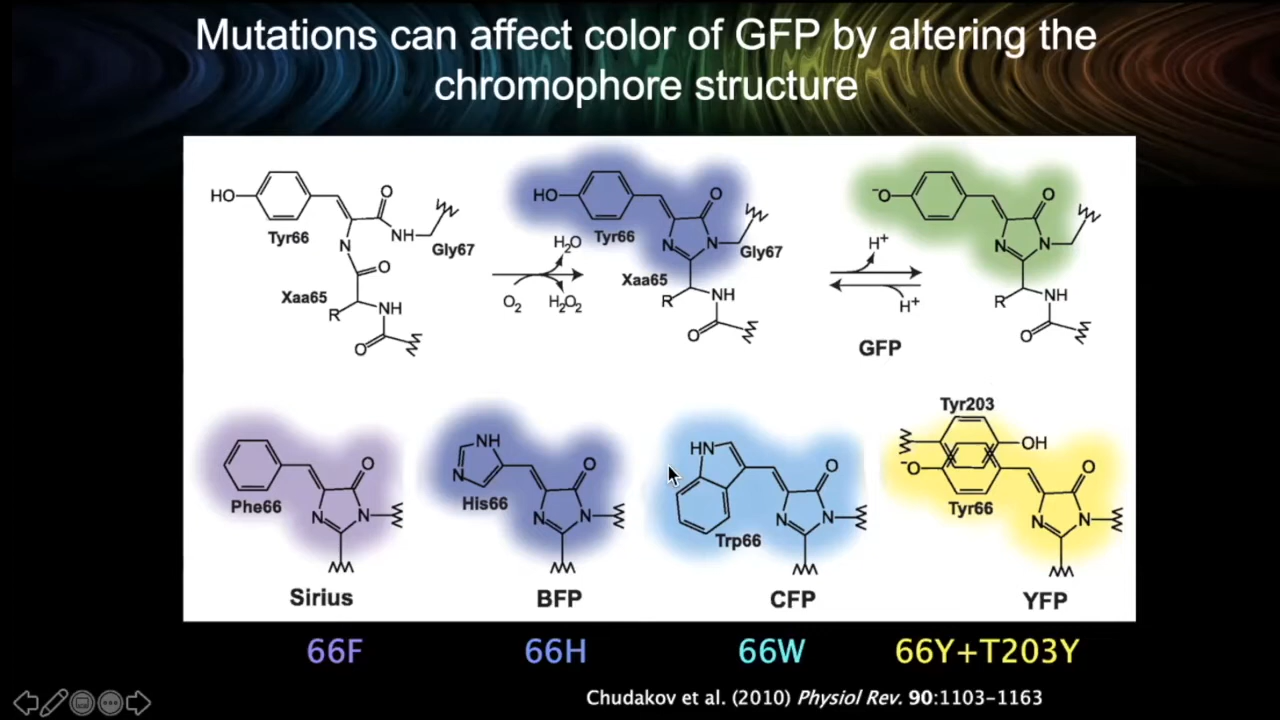 Mutations can affect color of GFP by altering the
chromophore structure
HO
Tyr66
N
O
NH
Gly67
O
Xaa65
R
NH
O
H₂O
O₂
H₂O₂
HO
Tyr66
O
N
N
Gly67
Xaa65
R
NH
O
H⁺
H⁺
GFP
⁻O
O
N
N
R
NH
O
Phe66
O
N
N
Sirius
NH
N
His66
O
N
N
BFP
HN
Trp66
O
N
N
CFP
Tyr203
OH
⁻O
Tyr66
O
N
N
YFP
66F
66H
66W
66Y+T203Y
Chudakov et al. (2010) Physiol Rev. 90:1103–1163